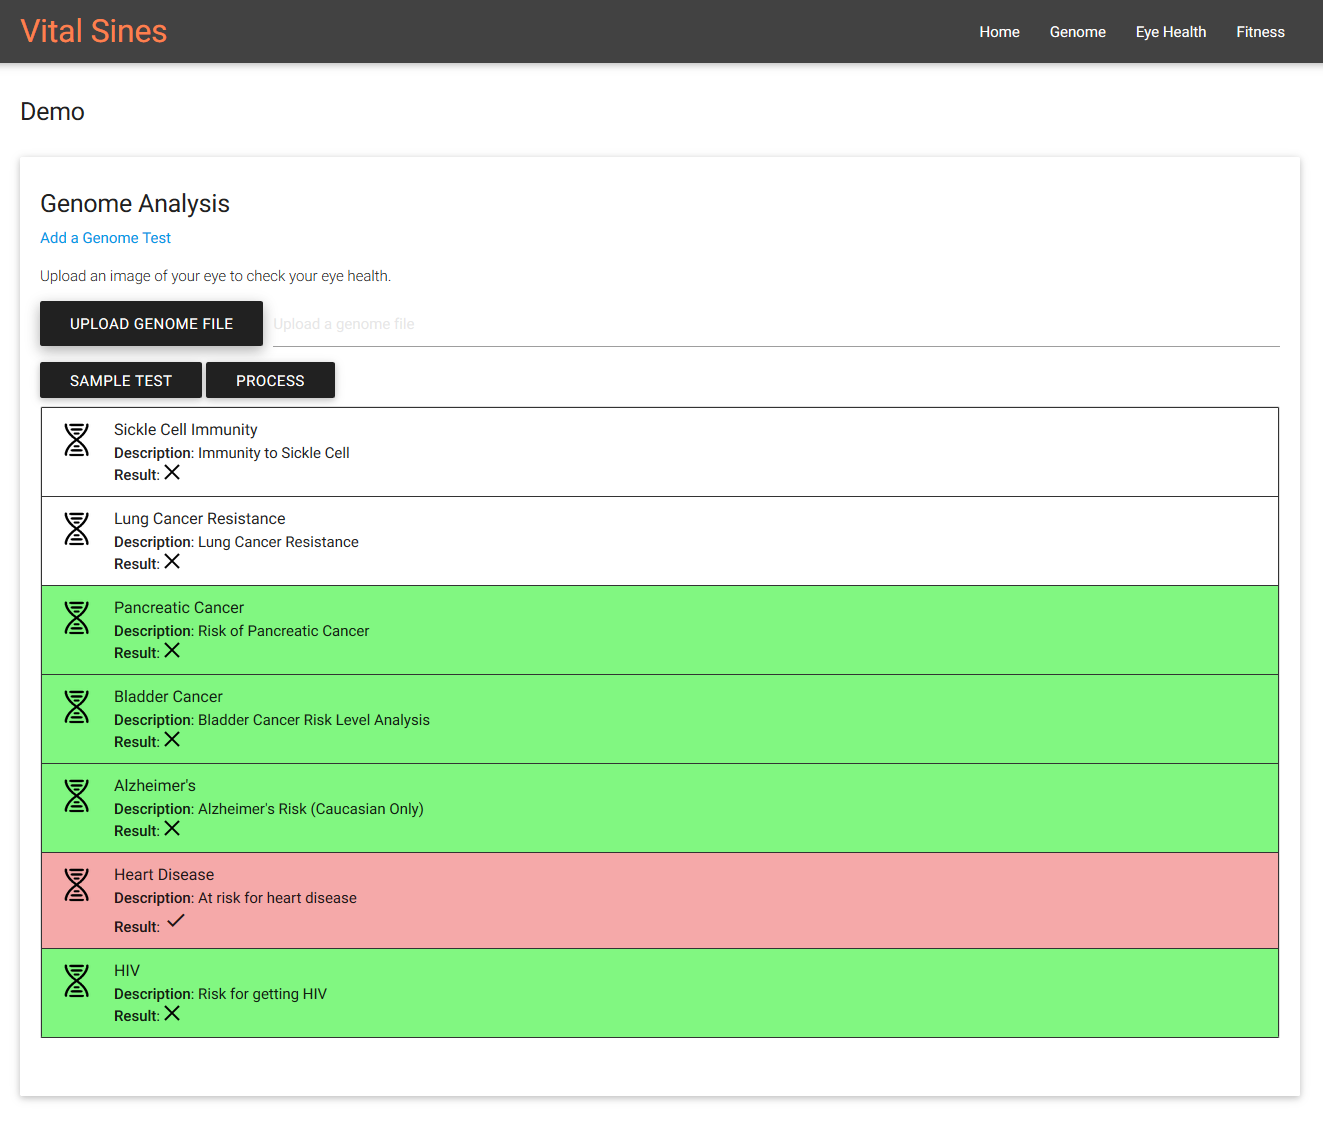 Vital Sines
Home Genome Eye Health Fitness
Demo
Genome Analysis
Add a Genome Test
Upload an image of your eye to check your eye health.
UPLOAD GENOME FILE Upload a genome file
SAMPLE TEST PROCESS
Sickle Cell Immunity
Description: Immunity to Sickle Cell
Result:
Lung Cancer Resistance
Description: Lung Cancer Resistance
Result:
Pancreatic Cancer
Description: Risk of Pancreatic Cancer
Result:
Bladder Cancer
Description: Bladder Cancer Risk Level Analysis
Result:
Alzheimer's
Description: Alzheimer's Risk (Caucasian Only)
Result:
Heart Disease
Description: At risk for heart disease
Result:
HIV
Description: Risk for getting HIV
Result: